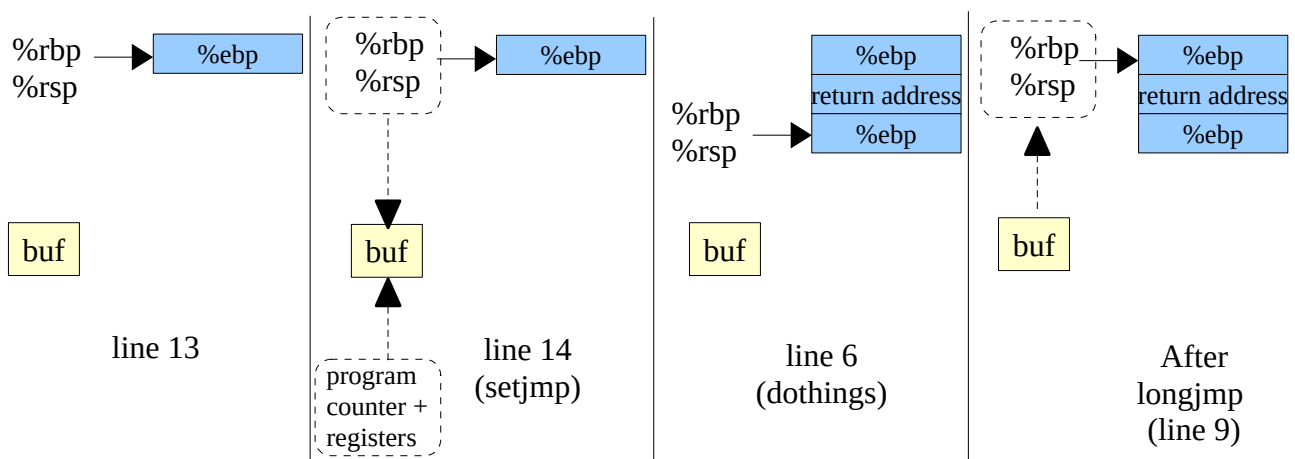 %rbp
%rsp
%ebp
buf
line 13
%rbp
%rsp
%ebp
buf
program
counter +
registers
line 14
(setjmp)
%rbp
%rsp
%ebp
return address
%ebp
buf
line 6
(dothings)
%rbp
%rsp
%ebp
return address
%ebp
buf
After
longjmp
(line 9)